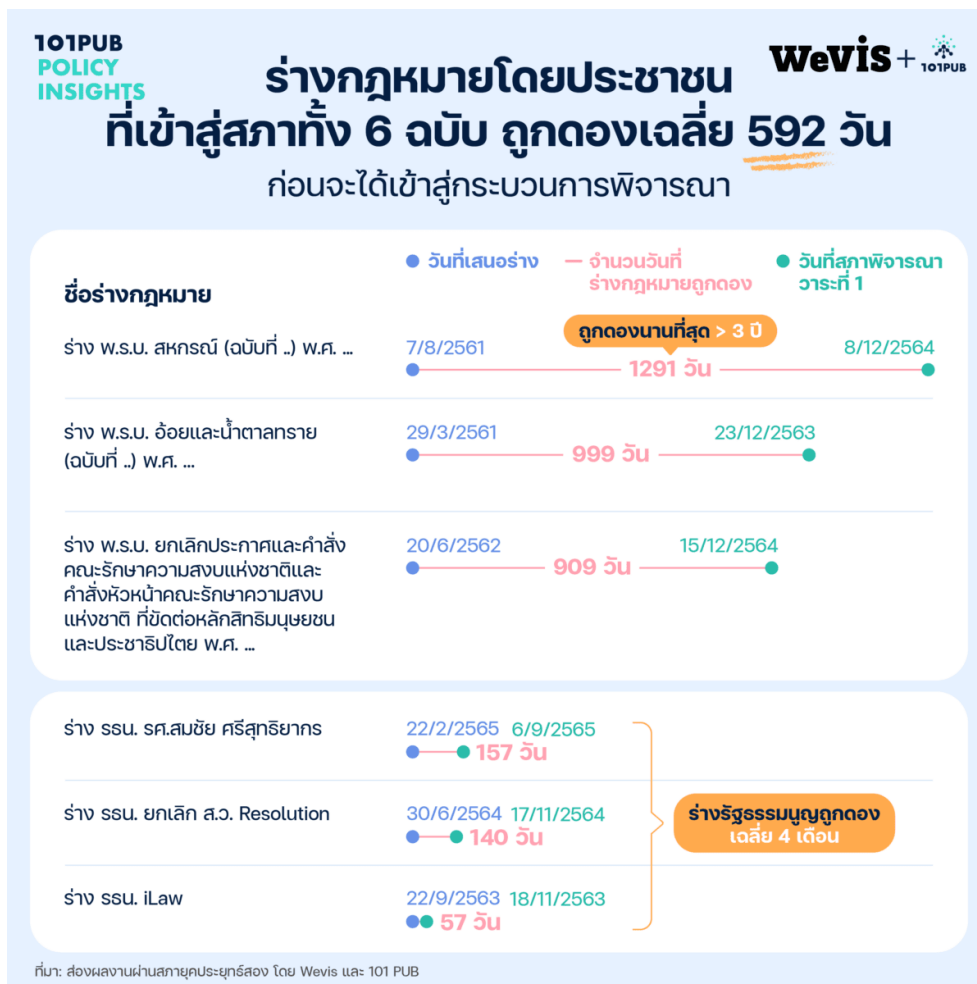 101PUB
POLICY
INSIGHTS
WeVIS + 101PUB
ร่างกฎหมายโดยประชาชน
ที่เข้าสู่สภาทั้ง 6 ฉบับ ถูกดองเฉลี่ย 592 วัน
ก่อนจะได้เข้าสู่กระบวนการพิจารณา
ชื่อร่างกฎหมาย
วันที่เสนอร่าง
จำนวนวันที่
ร่างกฎหมายถูกดอง
วันที่สภาพิจารณา
วาระที่ 1
ร่าง พ.ร.บ. สหกรณ์ (ฉบับที่ ..) พ.ศ. ...
7/8/2561
ถูกดองนานที่สุด > 3 ปี
1291 วัน
8/12/2564
ร่าง พ.ร.บ. อ้อยและน้ำตาลทราย
(ฉบับที่ ..) พ.ศ. ...
29/3/2561
999 วัน
23/12/2563
ร่าง พ.ร.บ. ยกเลิกประกาศและคำสั่ง
คณะรักษาความสงบแห่งชาติและ
คำสั่งหัวหน้าคณะรักษาความสงบ
แห่งชาติ ที่ขัดต่อหลักสิทธิมนุษยชน
และประชาธิปไตย พ.ศ. ...
20/6/2562
909 วัน
15/12/2564
ร่าง รธน. รศ.สมชัย ศรีสุทธิยากร
22/2/2565 6/9/2565
157 วัน
ร่าง รธน. ยกเลิก ส.ว. Resolution
30/6/2564 17/11/2564
140 วัน
ร่าง รธน. iLaw
22/9/2563 18/11/2563
57 วัน
ร่างรัฐธรรมนูญถูกดอง
เฉลี่ย 4 เดือน
ที่มา: ส่องผลงานผ่านสภายุคประยุทธ์สอง โดย Wevis และ 101 PUB